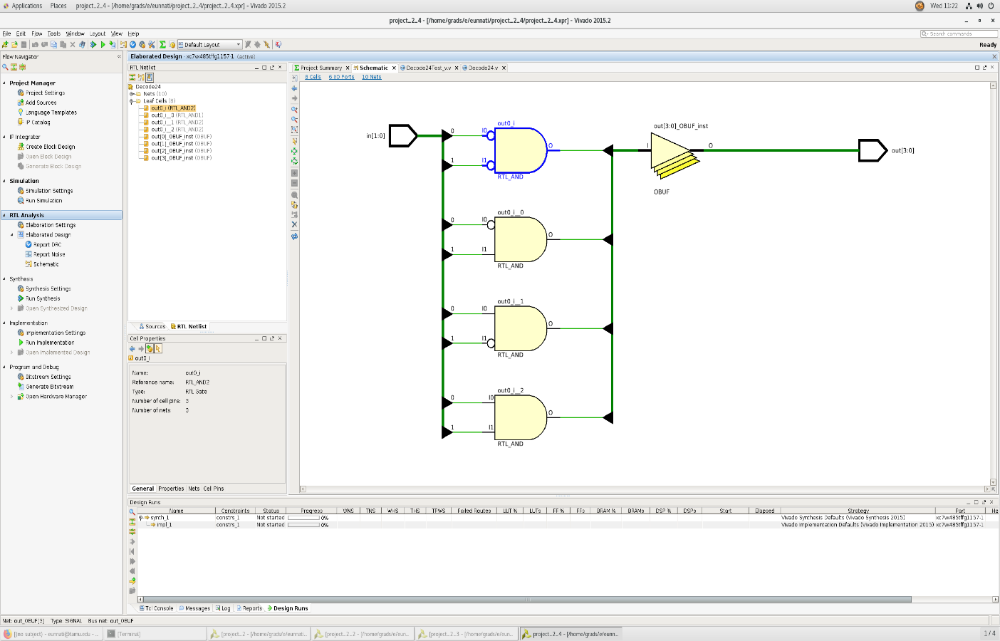 Applications Places project_2_4 - [/home/grads/e/eunnati/project_2_4/project_2_4.xpr] - Vivado 2015.2 Wed 11:22
project_2_4 - [/home/grads/e/eunnati/project_2_4/project_2_4.xpr] - Vivado 2015.2
File Edit Flow Tools Window Layout View Help
Search commands
Default Layout
Ready
Flow Navigator
Project Manager
Project Settings
Add Sources
Language Templates
IP Catalog
IP Integrator
Create Block Design
Open Block Design
Generate Block Design
Simulation
Simulation Settings
Run Simulation
RTL Analysis
Elaboration Settings
Elaborated Design
Report DRC
Report Noise
Schematic
Synthesis
Synthesis Settings
Run Synthesis
Open Synthesized Design
Implementation
Implementation Settings
Run Implementation
Open Implemented Design
Program and Debug
Bitstream Settings
Generate Bitstream
Open Hardware Manager
Elaborated Design - xc7vx485tffg1157-1 (active)
RTL Netlist
Decode24
Nets (10)
Leaf Cells (8)
out0_i (RTL_AND2)
out0_i__0 (RTL_AND1)
out0_i__1 (RTL_AND2)
out0_i__2 (RTL_AND2)
out[0]_OBUF_inst (OBUF)
out[1]_OBUF_inst (OBUF)
out[2]_OBUF_inst (OBUF)
out[3]_OBUF_inst (OBUF)
Sources RTL Netlist
Cell Properties
out0_i
Name: out0_i
Reference name: RTL_AND2
Type: RTL Gate
Number of cell pins: 3
Number of nets: 3
General Properties Nets Cell Pins
Project Summary Schematic Decode24Test_v.v Decode24.v
8 Cells 6 I/O Ports 10 Nets
in[1:0]
0
1
out0_i
I0
I1
O
RTL_AND
0
1
out0_i__0
I0
I1
O
RTL_AND
0
1
out0_i__1
I0
I1
O
RTL_AND
0
1
out0_i__2
I0
I1
O
RTL_AND
out[3:0]_OBUF_inst
I
O
OBUF
out[3:0]
Design Runs
Name Constraints Status Progress WNS TNS WHS THS TPWS Failed Routes LUT % LUTs FF % FFs BRAM % BRAMs DSP % DSPs Start Elapsed Strategy Part Ho
synth_1 constrs_1 Not started 0% Vivado Synthesis Defaults (Vivado Synthesis 2015) xc7vx485tffg1157-1
impl_1 constrs_1 Not started 0% Vivado Implementation Defaults (Vivado Implementation 2015) xc7vx485tffg1157-1
Tcl Console Messages Log Reports Design Runs
Net: out_OBUF[3] Type: SIGNAL Bus net: out_OBUF
[(no subject) - eunnati@tamu.edu - ... [Terminal] [project_2 - [/home/grads/e/eunnati... [project_2_2 - [/home/grads/e/eun... [project_2_3 - [/home/grads/e/eun... project_2_4 - [/home/grads/e/eunn... 1 / 4